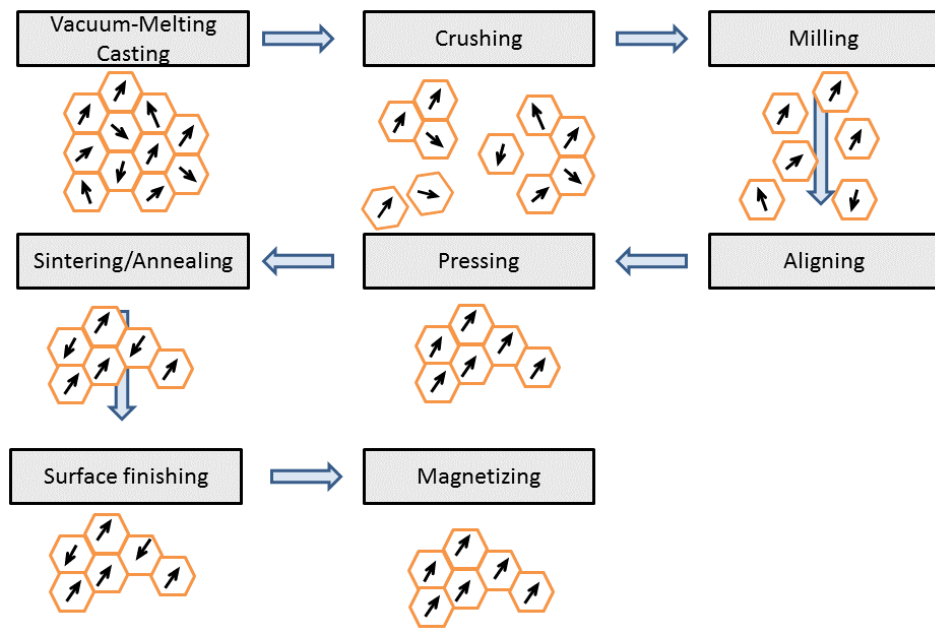 Vacuum-Melting
Casting
Crushing
Milling
Sintering/Annealing
Pressing
Aligning
Surface finishing
Magnetizing